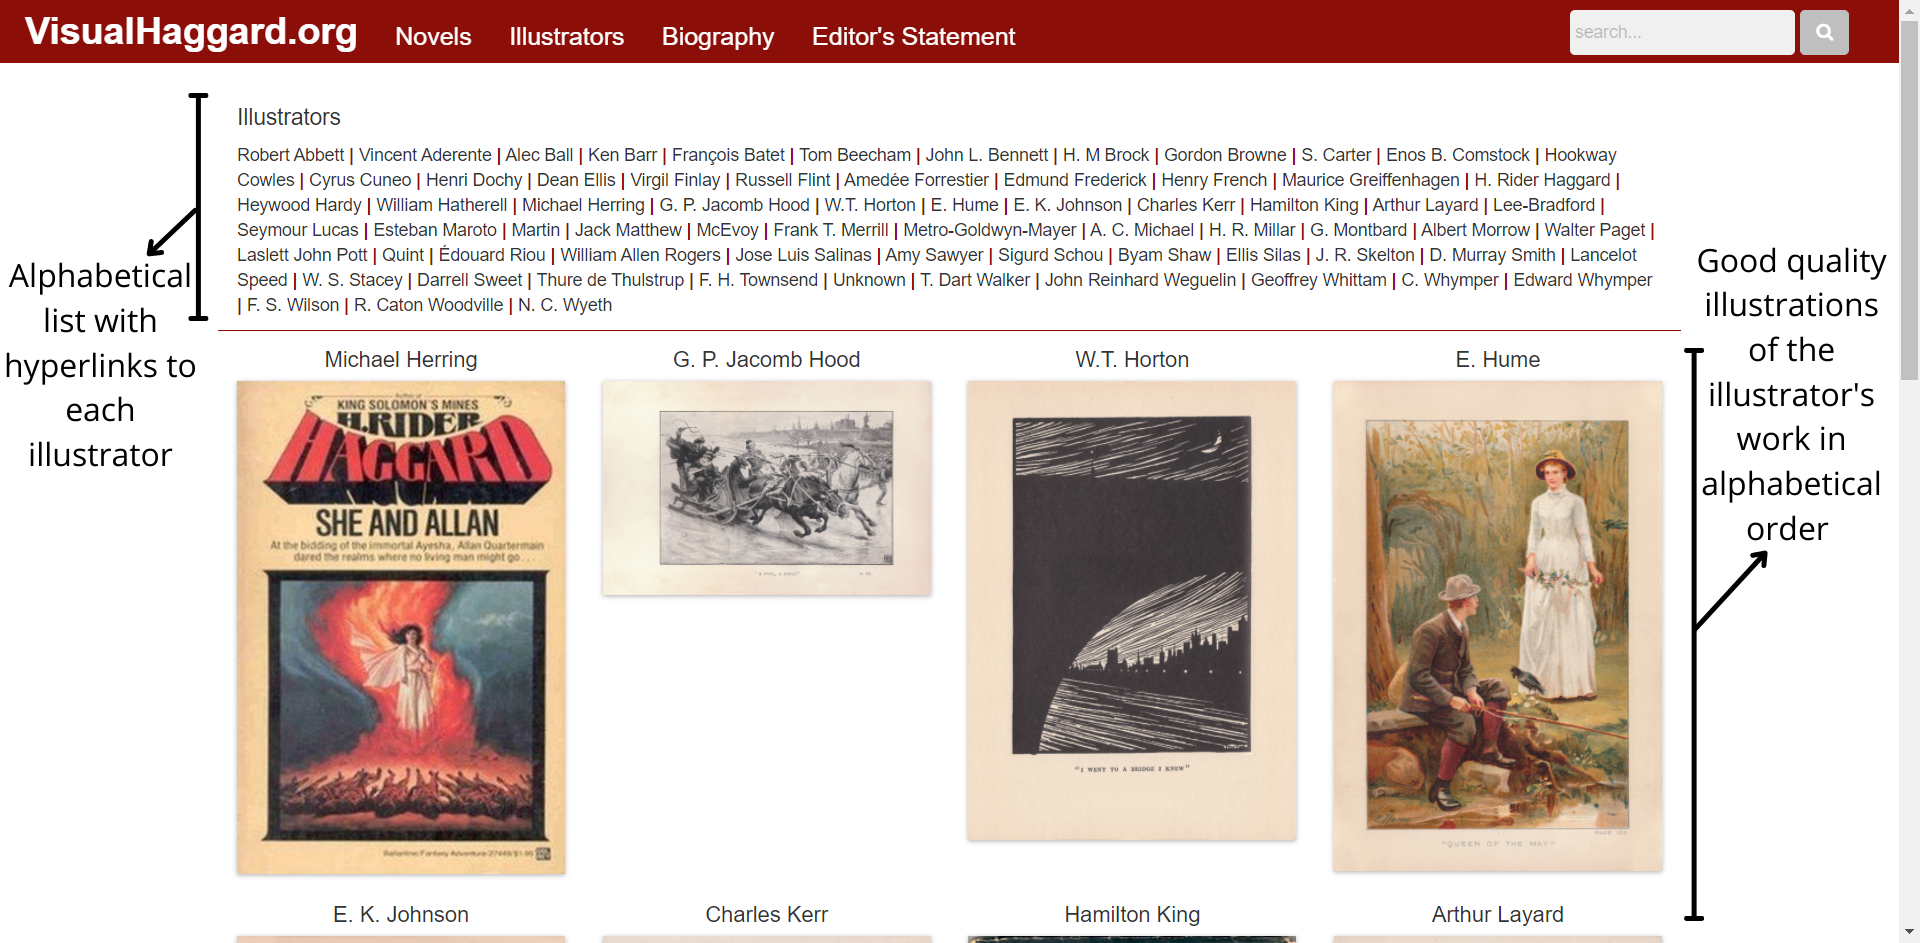 VisualHaggard.org Novels Illustrators Biography Editor's Statement search...
Illustrators
Robert Abbett | Vincent Aderente | Alec Ball | Ken Barr | François Batet | Tom Beecham | John L. Bennett | H. M Brock | Gordon Browne | S. Carter | Enos B. Comstock | Hookway
Cowles | Cyrus Cuneo | Henri Dochy | Dean Ellis | Virgil Finlay | Russell Flint | Amedée Forrestier | Edmund Frederick | Henry French | Maurice Greiffenhagen | H. Rider Haggard |
Heywood Hardy | William Hatherell | Michael Herring | G. P. Jacomb Hood | W.T. Horton | E. Hume | E. K. Johnson | Charles Kerr | Hamilton King | Arthur Layard | Lee-Bradford |
Seymour Lucas | Esteban Maroto | Martin | Jack Matthew | McEvoy | Frank T. Merrill | Metro-Goldwyn-Mayer | A. C. Michael | H. R. Millar | G. Montbard | Albert Morrow | Walter Paget |
Laslett John Pott | Quint | Édouard Riou | William Allen Rogers | Jose Luis Salinas | Amy Sawyer | Sigurd Schou | Byam Shaw | Ellis Silas | J. R. Skelton | D. Murray Smith | Lancelot
Speed | W. S. Stacey | Darrell Sweet | Thure de Thulstrup | F. H. Townsend | Unknown | T. Dart Walker | John Reinhard Weguelin | Geoffrey Whittam | C. Whymper | Edward Whymper
| F. S. Wilson | R. Caton Woodville | N. C. Wyeth
Alphabetical
list with
hyperlinks to
each
illustrator
Good quality
illustrations
of the
illustrator's
work in
alphabetical
order
Michael Herring
G. P. Jacomb Hood
W.T. Horton
E. Hume
KING SOLOMON'S MINES
H. RIDER
HAGGARD
SHE AND ALLAN
At the bidding of the immortal Ayesha, Allan Quartermain
dared the realms where no living man might go...
Ballantine/Fantasy Adventure/27449/$1.95
"I WENT TO A BRIDGE I KNEW"
"QUEEN OF THE MAY"
E. K. Johnson
Charles Kerr
Hamilton King
Arthur Layard